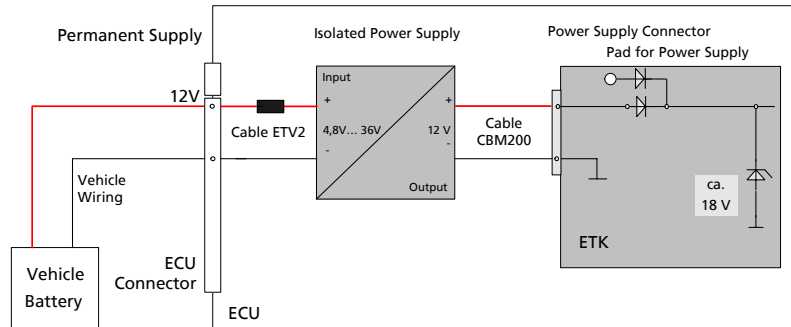 Permanent Supply
Isolated Power Supply
Power Supply Connector
Pad for Power Supply
Input
12V
+
+
4,8V... 36V
12 V
Cable ETV2
Cable
CBM200
-
-
Vehicle
Wiring
Output
ca.
18 V
ETK
ECU
Connector
Vehicle
Battery
ECU